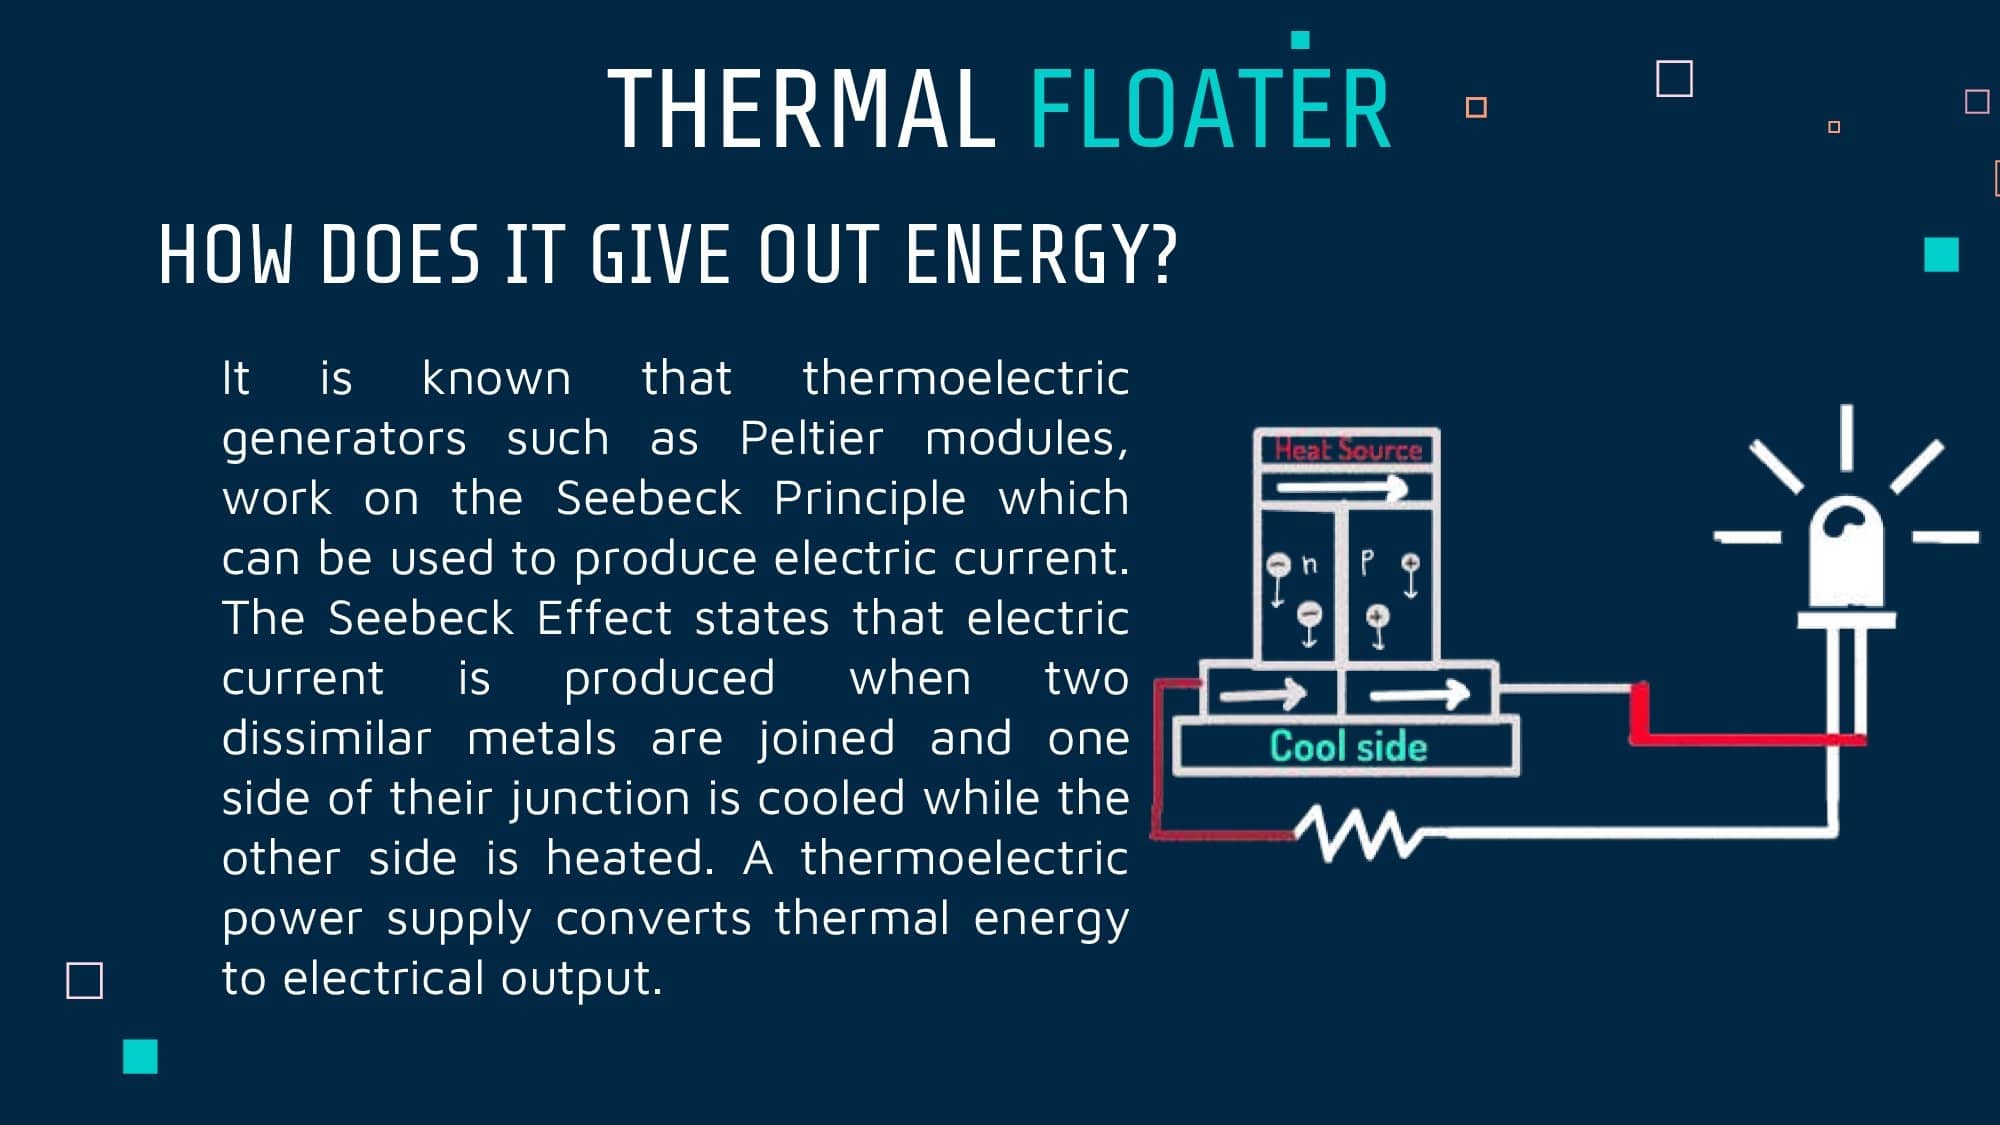 THERMAL FLOATER
HOW DOES IT GIVE OUT ENERGY?
It is known that thermoelectric
generators such as Peltier modules,
work on the Seebeck Principle which
can be used to produce electric current.
The Seebeck Effect states that electric
current is produced when two
dissimilar metals are joined and one
side of their junction is cooled while the
other side is heated. A thermoelectric
power supply converts thermal energy
to electrical output.
Heat Source
n P
Cool side